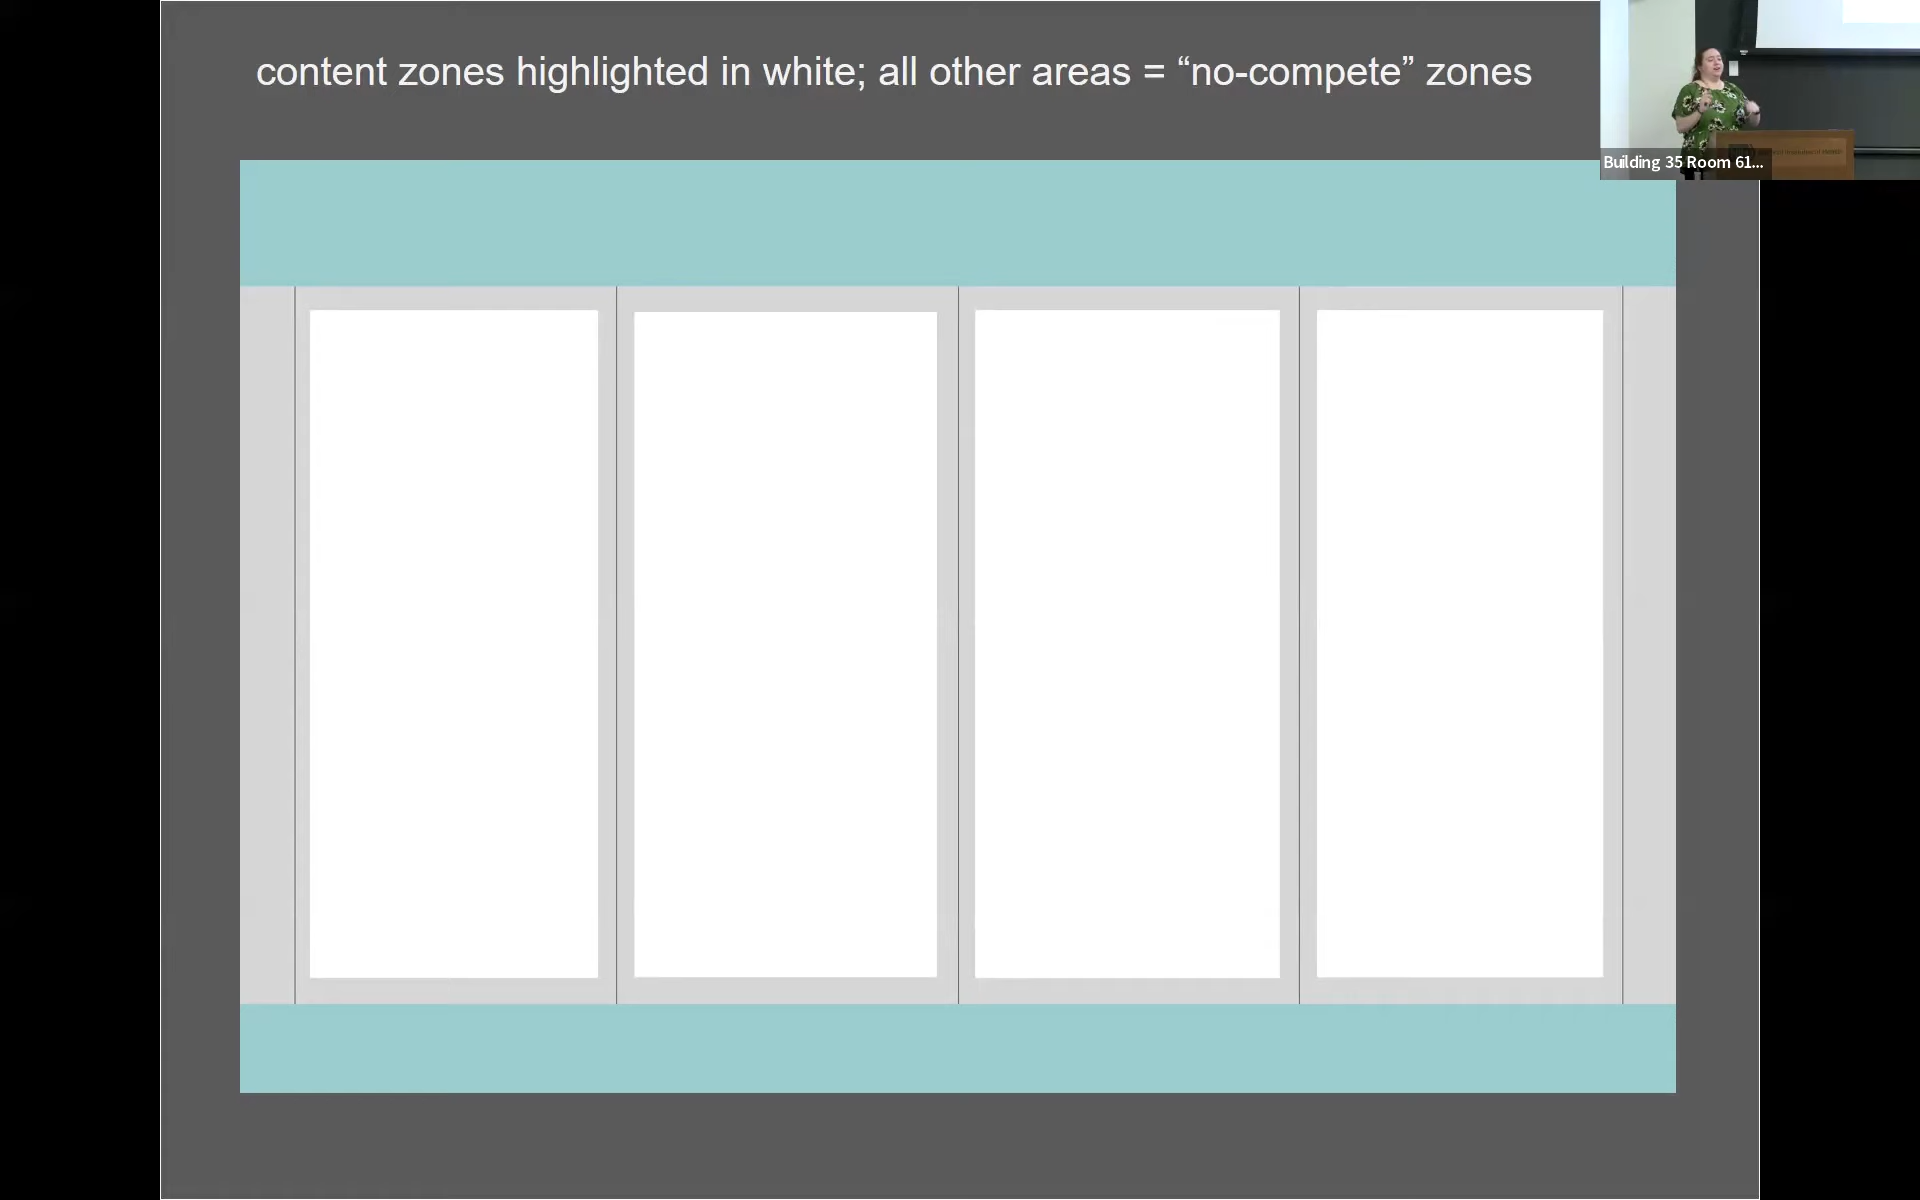 content zones highlighted in white; all other areas = “no-compete” zones
Building 35 Room 61...